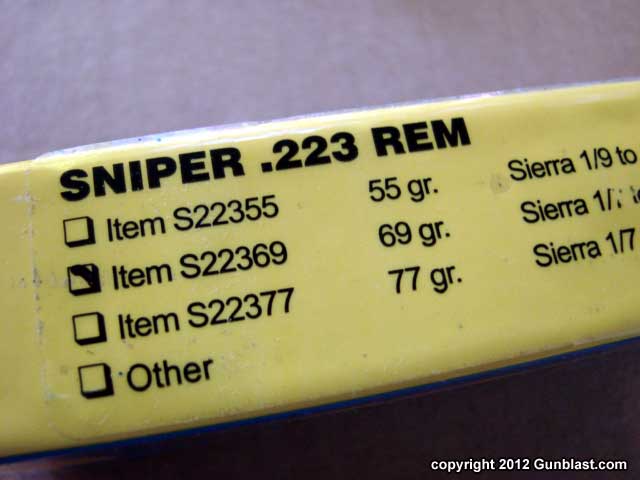 SNIPER .223 REM
Item S22355 55 gr. Sierra 1/9 to
Item S22369 69 gr. Sierra
Item S22377 77 gr. Sierra 1/7
Other
copyright 2012 Gunblast.com